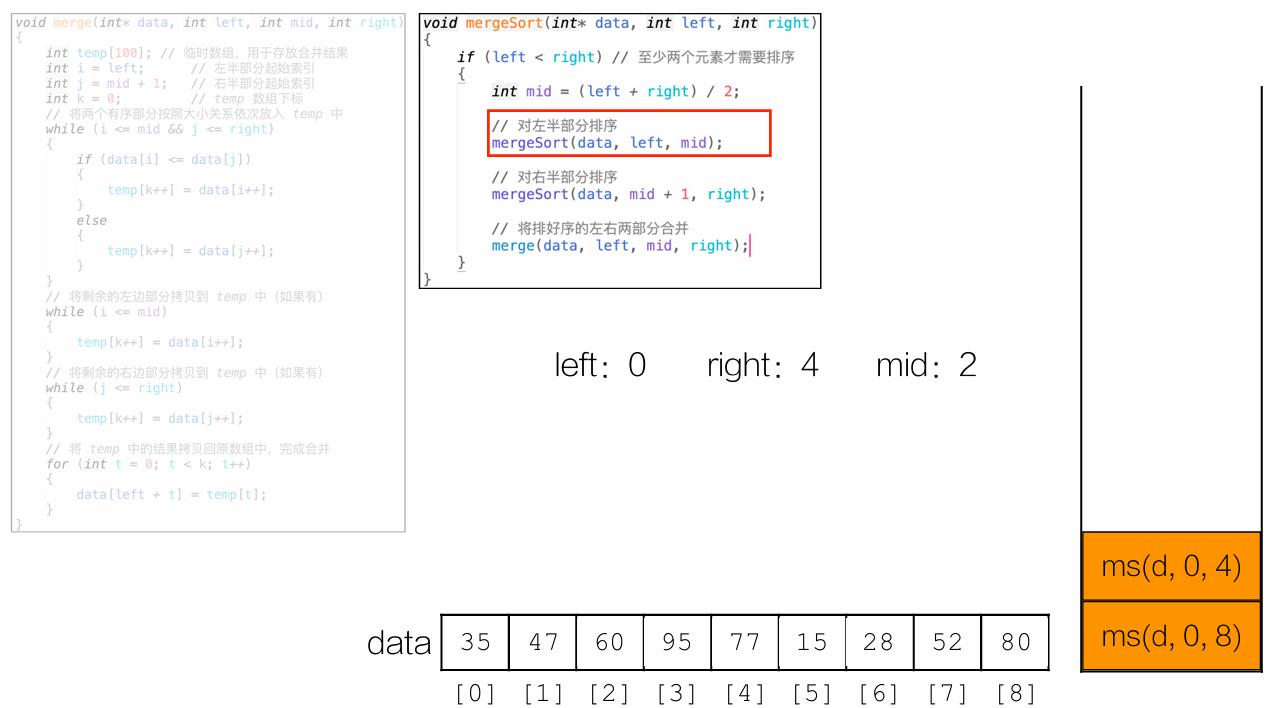 void merge(int* data, int left, int mid, int right)
{
    int temp[100]; // 临时数组，用于存放合并结果
    int i = left;      // 左半部分起始索引
    int j = mid + 1;   // 右半部分起始索引
    int k = 0;         // temp 数组下标
    // 将两个有序部分按照大小关系依次放入 temp 中
    while (i <= mid && j <= right)
    {
        if (data[i] <= data[j])
        {
            temp[k++] = data[i++];
        }
        else
        {
            temp[k++] = data[j++];
        }
    }
    // 将剩余的左边部分拷贝到 temp 中（如果有）
    while (i <= mid)
    {
        temp[k++] = data[i++];
    }
    // 将剩余的右边部分拷贝到 temp 中（如果有）
    while (j <= right)
    {
        temp[k++] = data[j++];
    }
    // 将 temp 中的结果拷贝回原数组中，完成合并
    for (int t = 0; t < k; t++)
    {
        data[left + t] = temp[t];
    }
}
void mergeSort(int* data, int left, int right)
{
    if (left < right) // 至少两个元素才需要排序
    {
        int mid = (left + right) / 2;
        // 对左半部分排序
        mergeSort(data, left, mid);
        // 对右半部分排序
        mergeSort(data, mid + 1, right);
        // 将排好序的左右两部分合并
        merge(data, left, mid, right);
    }
}
left：0 right：4 mid：2
ms(d, 0, 4)
ms(d, 0, 8)
data 35 47 60 95 77 15 28 52 80
[0] [1] [2] [3] [4] [5] [6] [7] [8]